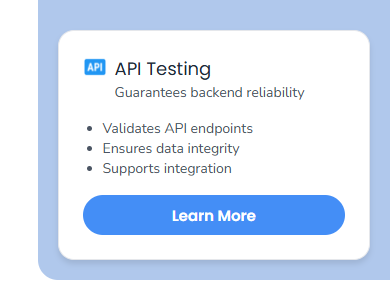 API API Testing
Guarantees backend reliability
Validates API endpoints
Ensures data integrity
Supports integration
Learn More